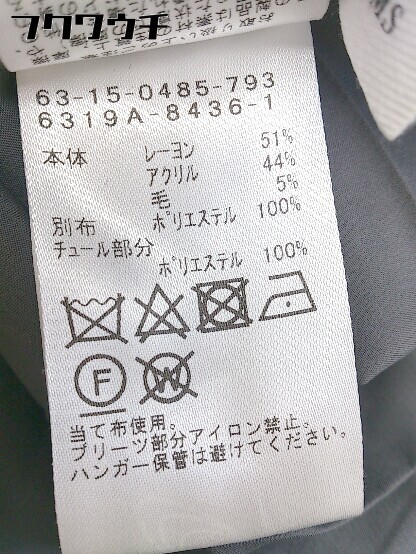 フクワウチ
63-15-0485-793
6319A-8436-1
本体 レーヨン 51%
アクリル 44%
毛 5%
別布 ポリエステル 100%
チュール部分
ポリエステル 100%
F W
当て布使用。
プリーツ部分アイロン禁止。
ハンガー保管は避けてください。